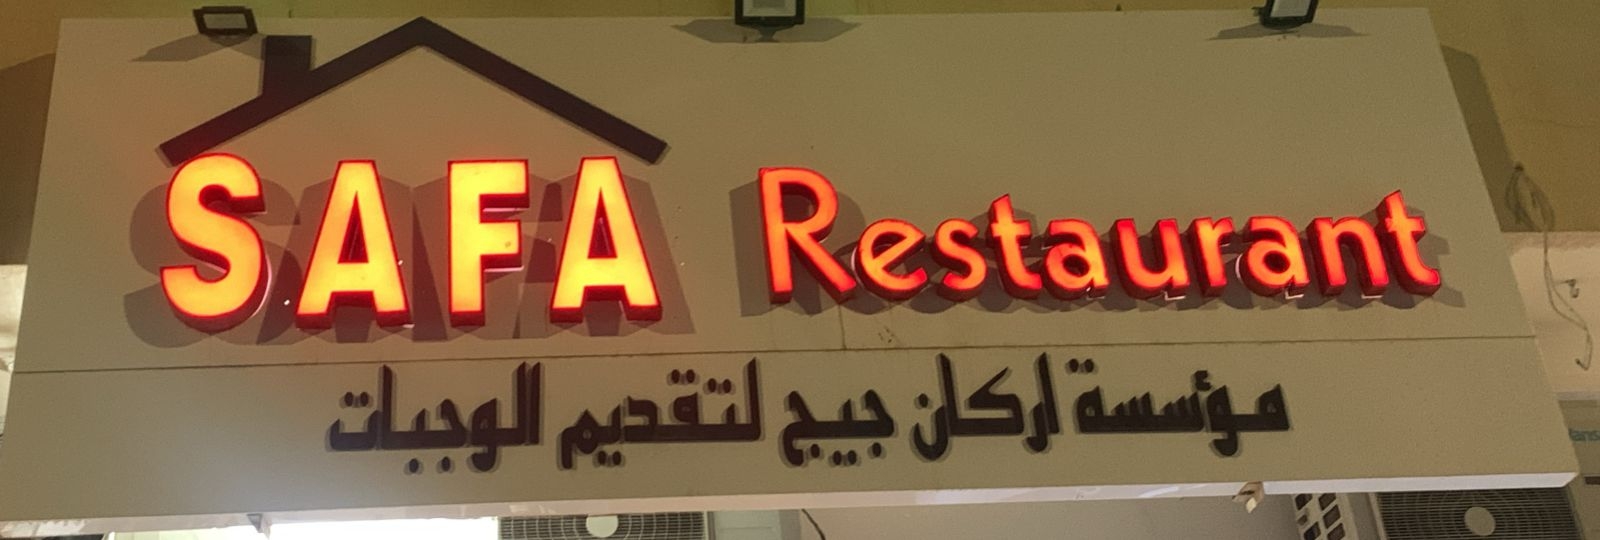 SAFA Restaurant
مؤسسة اركان جيج لتقديم الوجبات